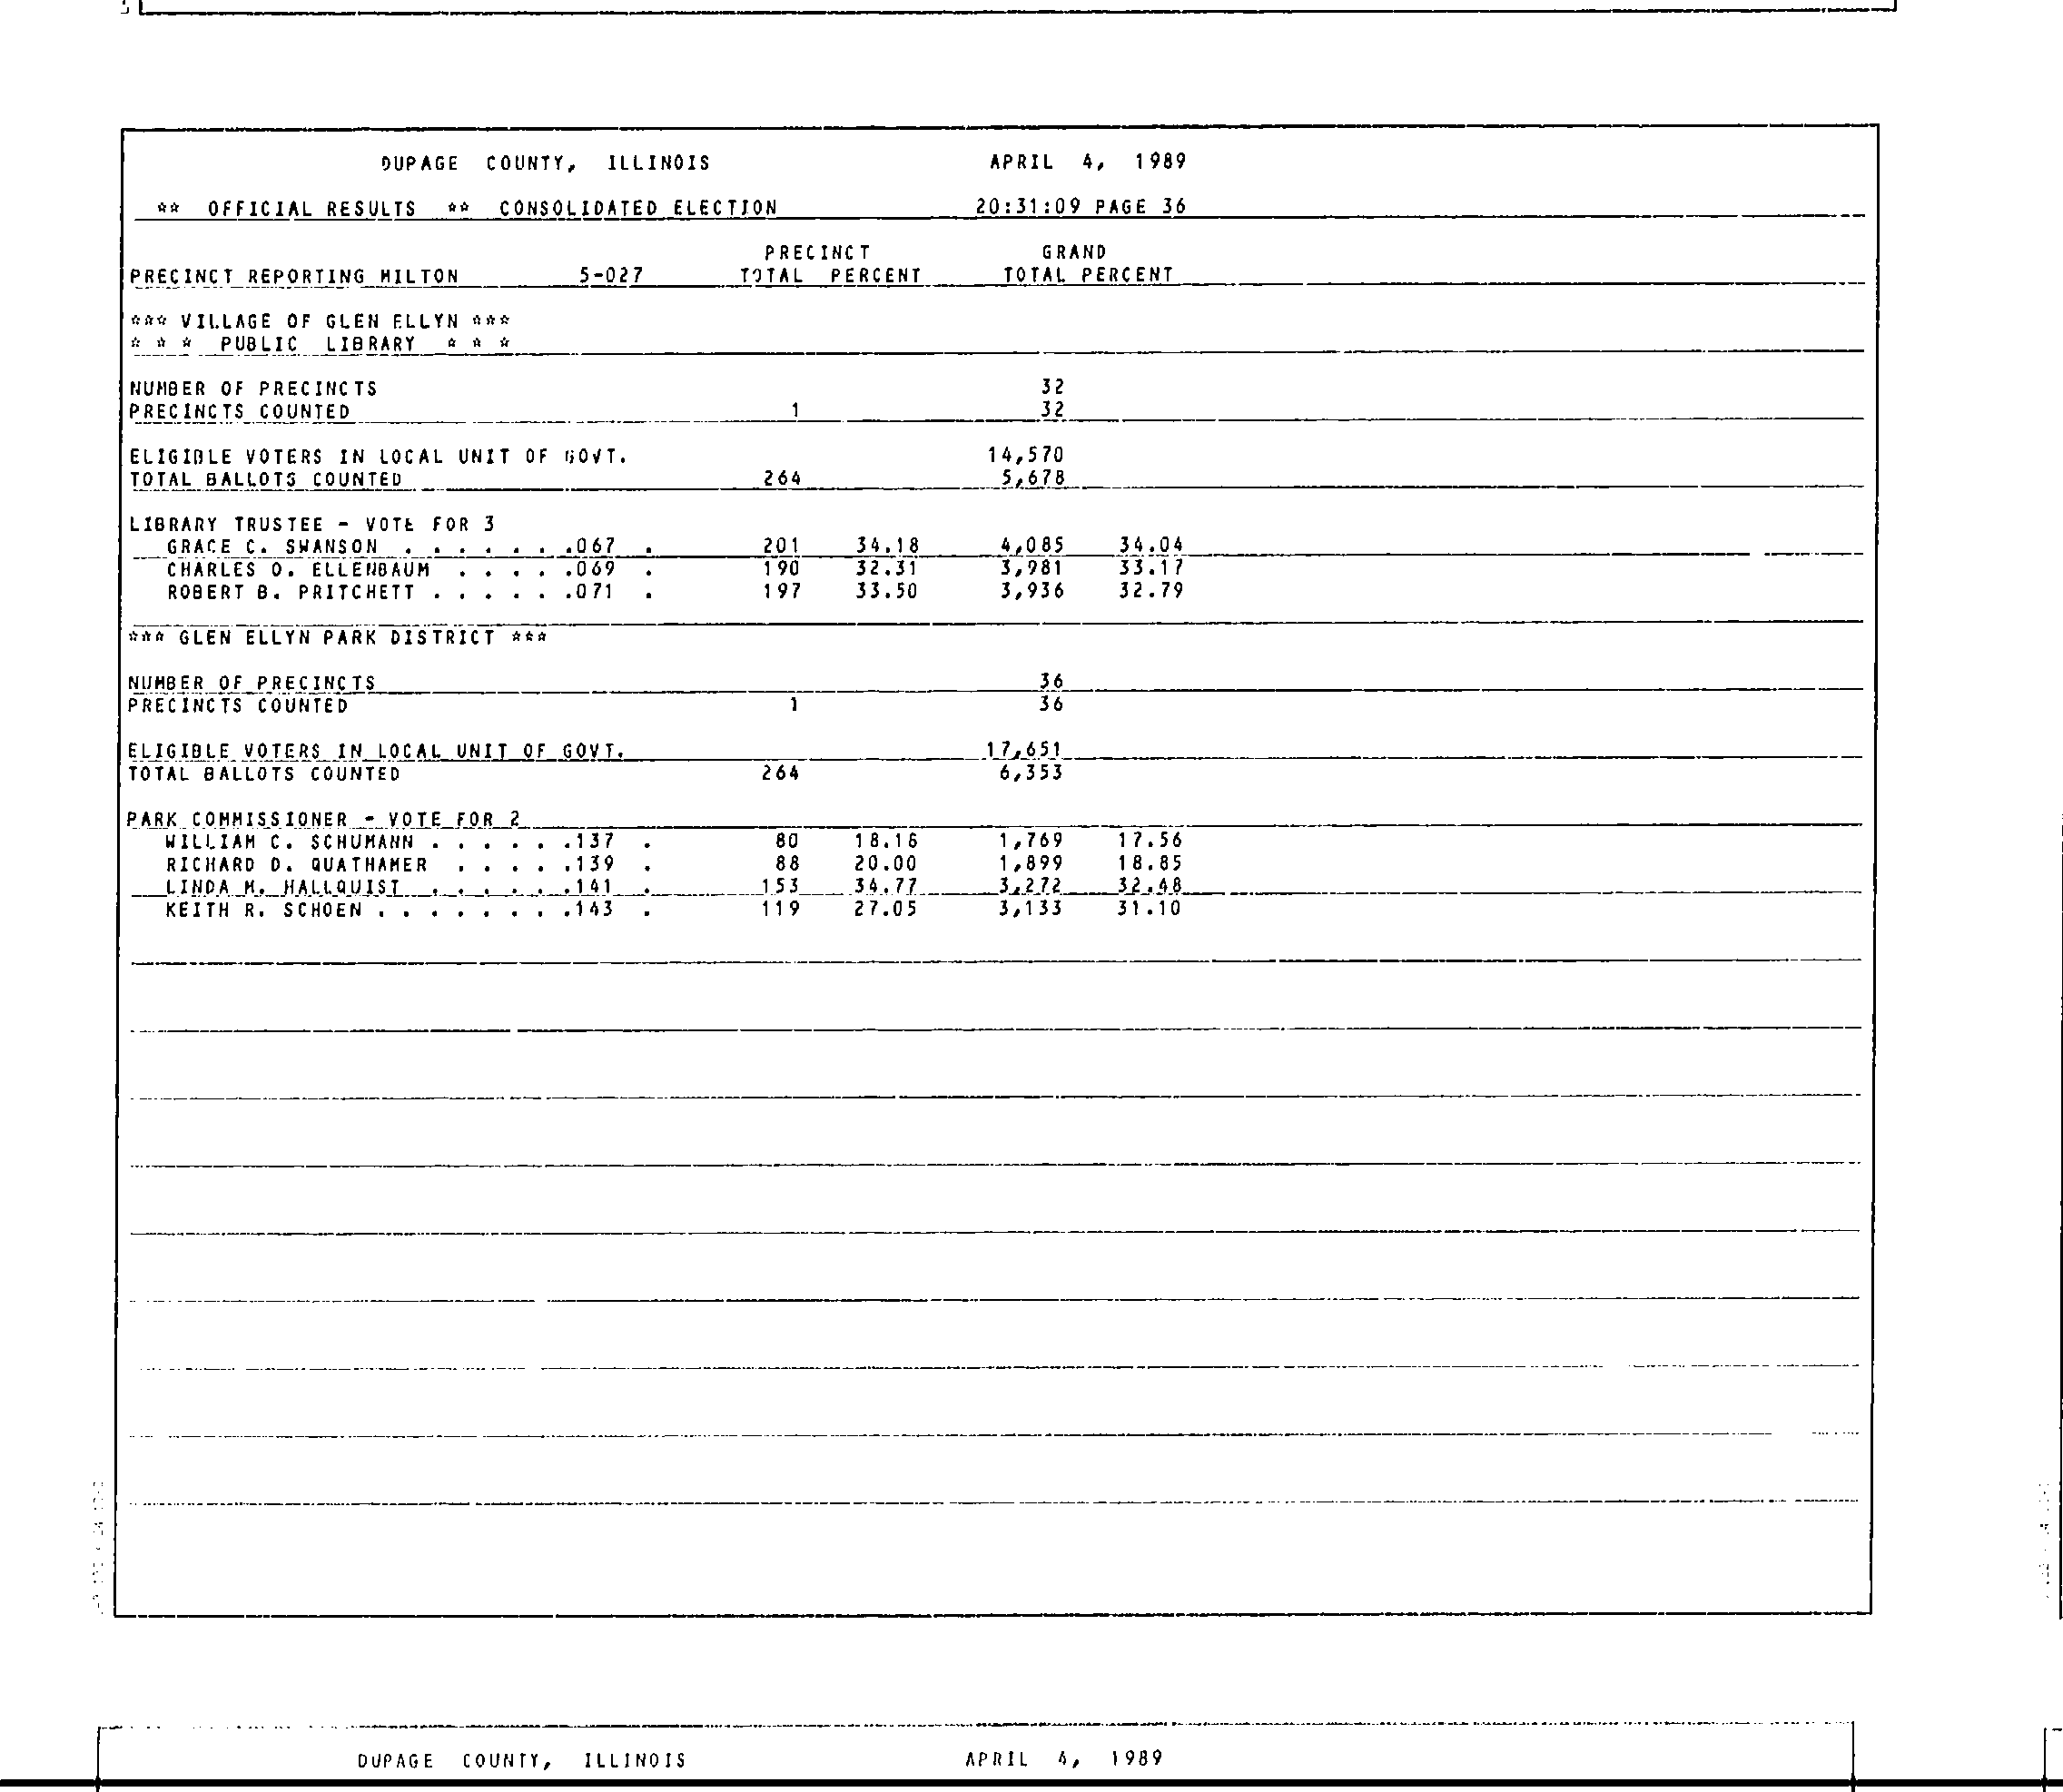 DUPAGE COUNTY, ILLINOIS APRIL 4, 1989
** OFFICIAL RESULTS ** CONSOLIDATED ELECTION 20:31:09 PAGE 36
PRECINCT GRAND
PRECINCT REPORTING MILTON 5-027 TOTAL PERCENT TOTAL PERCENT
*** VILLAGE OF GLEN ELLYN ***
* * * PUBLIC LIBRARY * * *
NUMBER OF PRECINCTS 32
PRECINCTS COUNTED 1 32
ELIGIBLE VOTERS IN LOCAL UNIT OF GOVT. 14,570
TOTAL BALLOTS COUNTED 264 5,678
LIBRARY TRUSTEE - VOTE FOR 3
GRACE C. SWANSON . . . . . . .067 . 201 34.18 4,085 34.04
CHARLES O. ELLENBAUM . . . . .069 . 190 32.31 3,981 33.17
ROBERT B. PRITCHETT . . . . . .071 . 197 33.50 3,936 32.79
*** GLEN ELLYN PARK DISTRICT ***
NUMBER OF PRECINCTS 36
PRECINCTS COUNTED 1 36
ELIGIBLE VOTERS IN LOCAL UNIT OF GOVT. 17,651
TOTAL BALLOTS COUNTED 264 6,353
PARK COMMISSIONER - VOTE FOR 2
WILLIAM C. SCHUMANN . . . . . .137 . 80 18.18 1,769 17.56
RICHARD D. QUATHAMER . . . . .139 . 88 20.00 1,899 18.85
LINDA M. HALLQUIST . . . . . .141 . 153 34.77 3,272 32.48
KEITH R. SCHOEN . . . . . . . .143 . 119 27.05 3,133 31.10
DUPAGE COUNTY, ILLINOIS APRIL 4, 1989